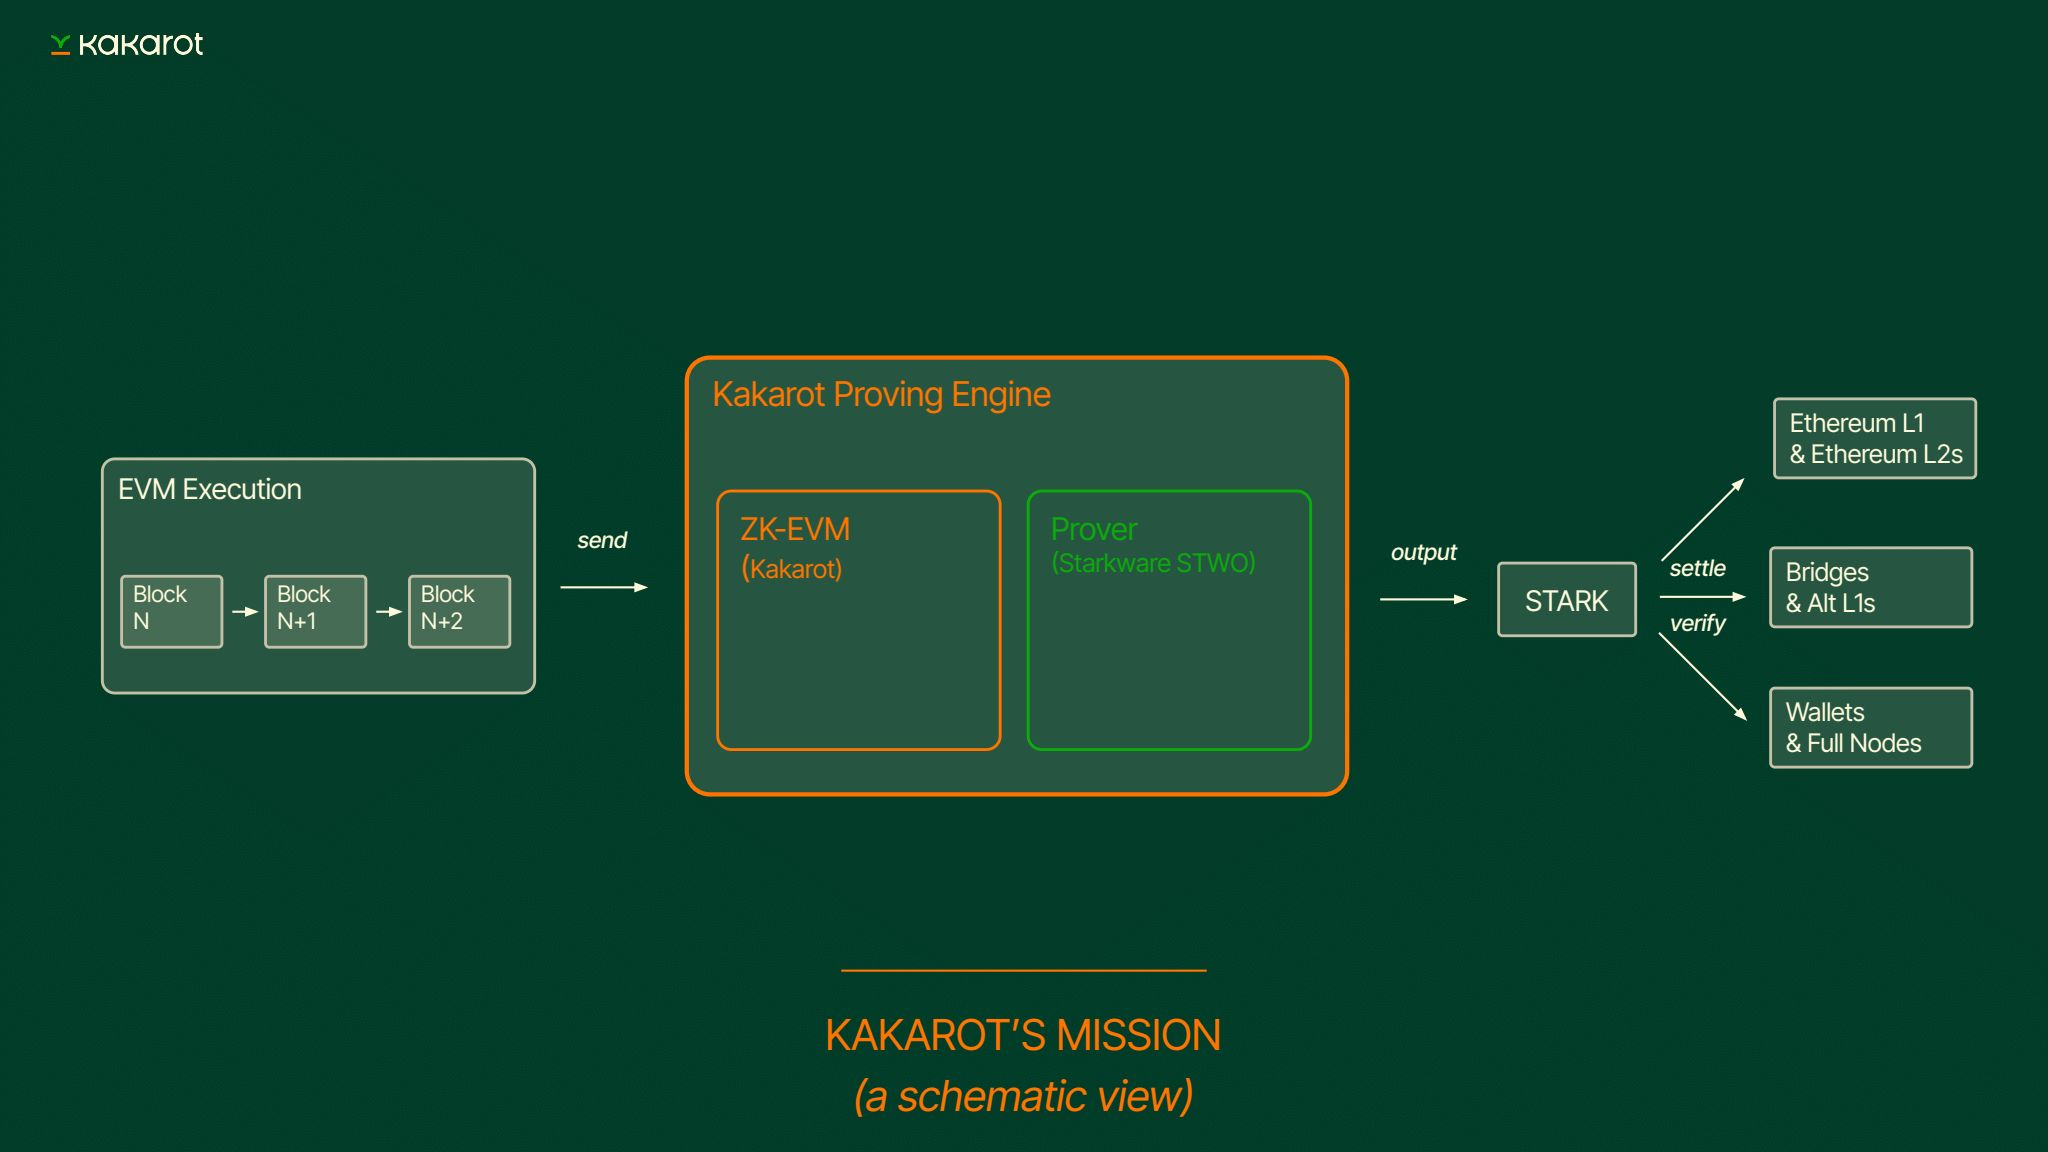 kakarot
EVM Execution
Block
N
Block
N+1
Block
N+2
send
Kakarot Proving Engine
ZK-EVM
(Kakarot)
Prover
(Starkware STWO)
output
STARK
settle
verify
Ethereum L1
& Ethereum L2s
Bridges
& Alt L1s
Wallets
& Full Nodes
KAKAROT’S MISSION
(a schematic view)